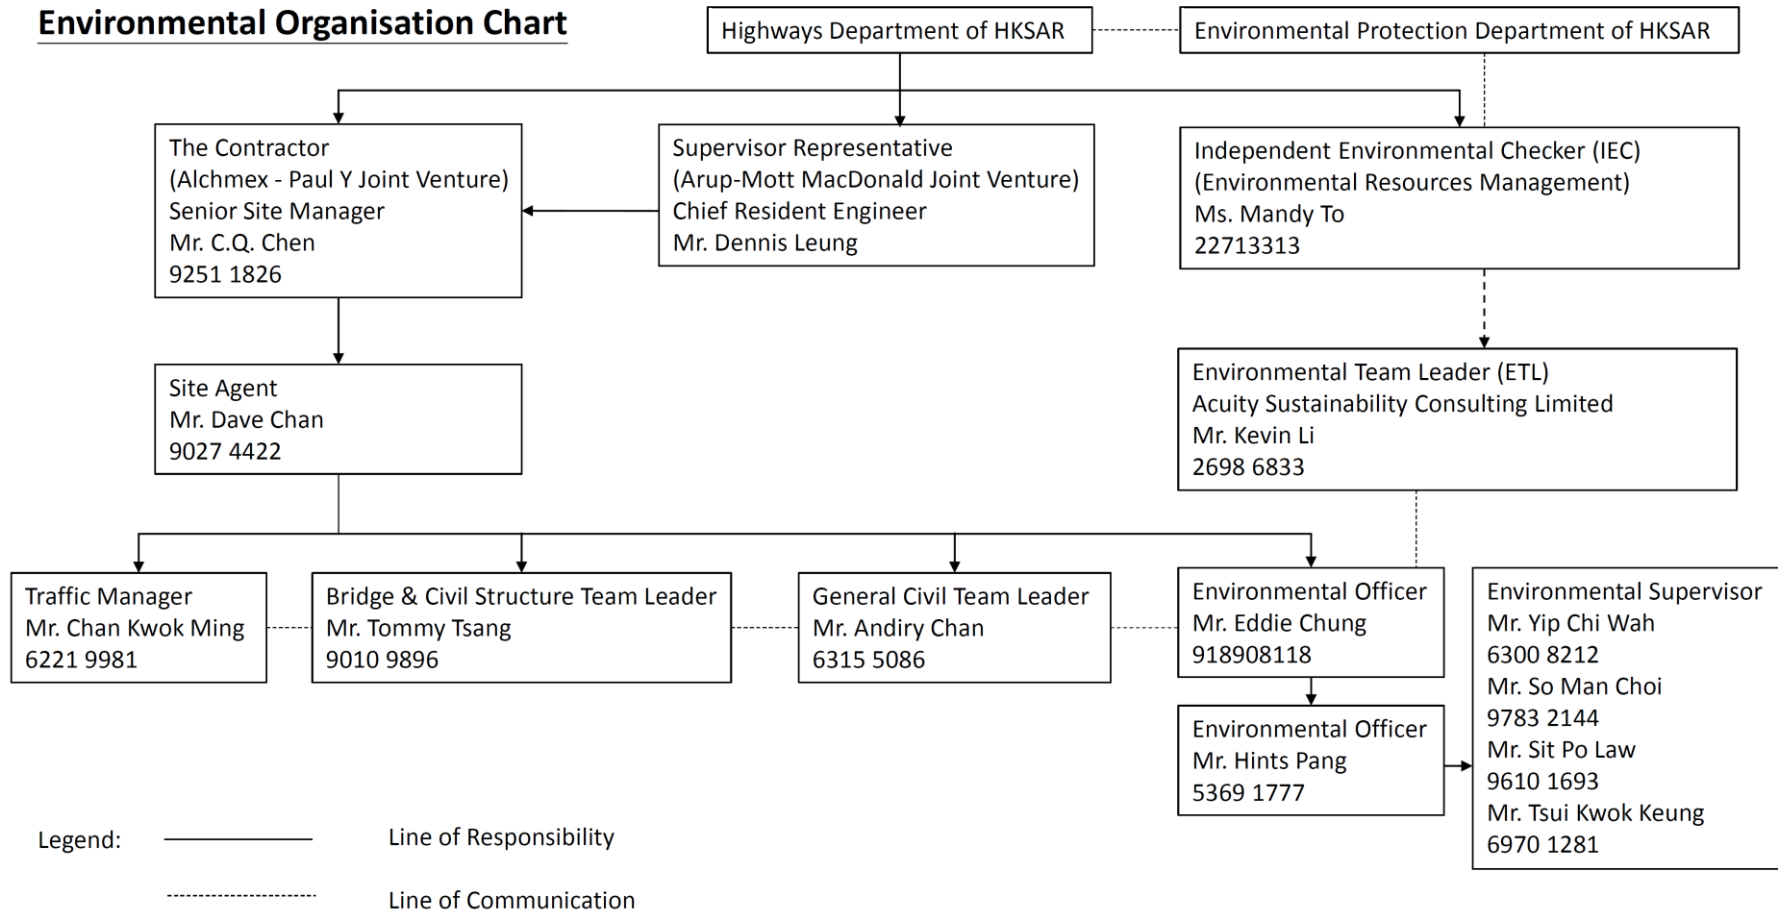 Environmental Organisation Chart
Highways Department of HKSAR
Environmental Protection Department of HKSAR
The Contractor
(Alchmex - Paul Y Joint Venture)
Senior Site Manager
Mr. C.Q. Chen
9251 1826
Supervisor Representative
(Arup-Mott MacDonald Joint Venture)
Chief Resident Engineer
Mr. Dennis Leung
Independent Environmental Checker (IEC)
(Environmental Resources Management)
Ms. Mandy To
22713313
Site Agent
Mr. Dave Chan
9027 4422
Environmental Team Leader (ETL)
Acuity Sustainability Consulting Limited
Mr. Kevin Li
2698 6833
Traffic Manager
Mr. Chan Kwok Ming
6221 9981
Bridge & Civil Structure Team Leader
Mr. Tommy Tsang
9010 9896
General Civil Team Leader
Mr. Andiry Chan
6315 5086
Environmental Officer
Mr. Eddie Chung
918908118
Environmental Officer
Mr. Hints Pang
5369 1777
Environmental Supervisor
Mr. Yip Chi Wah
6300 8212
Mr. So Man Choi
9783 2144
Mr. Sit Po Law
9610 1693
Mr. Tsui Kwok Keung
6970 1281
Legend:
Line of Responsibility
Line of Communication